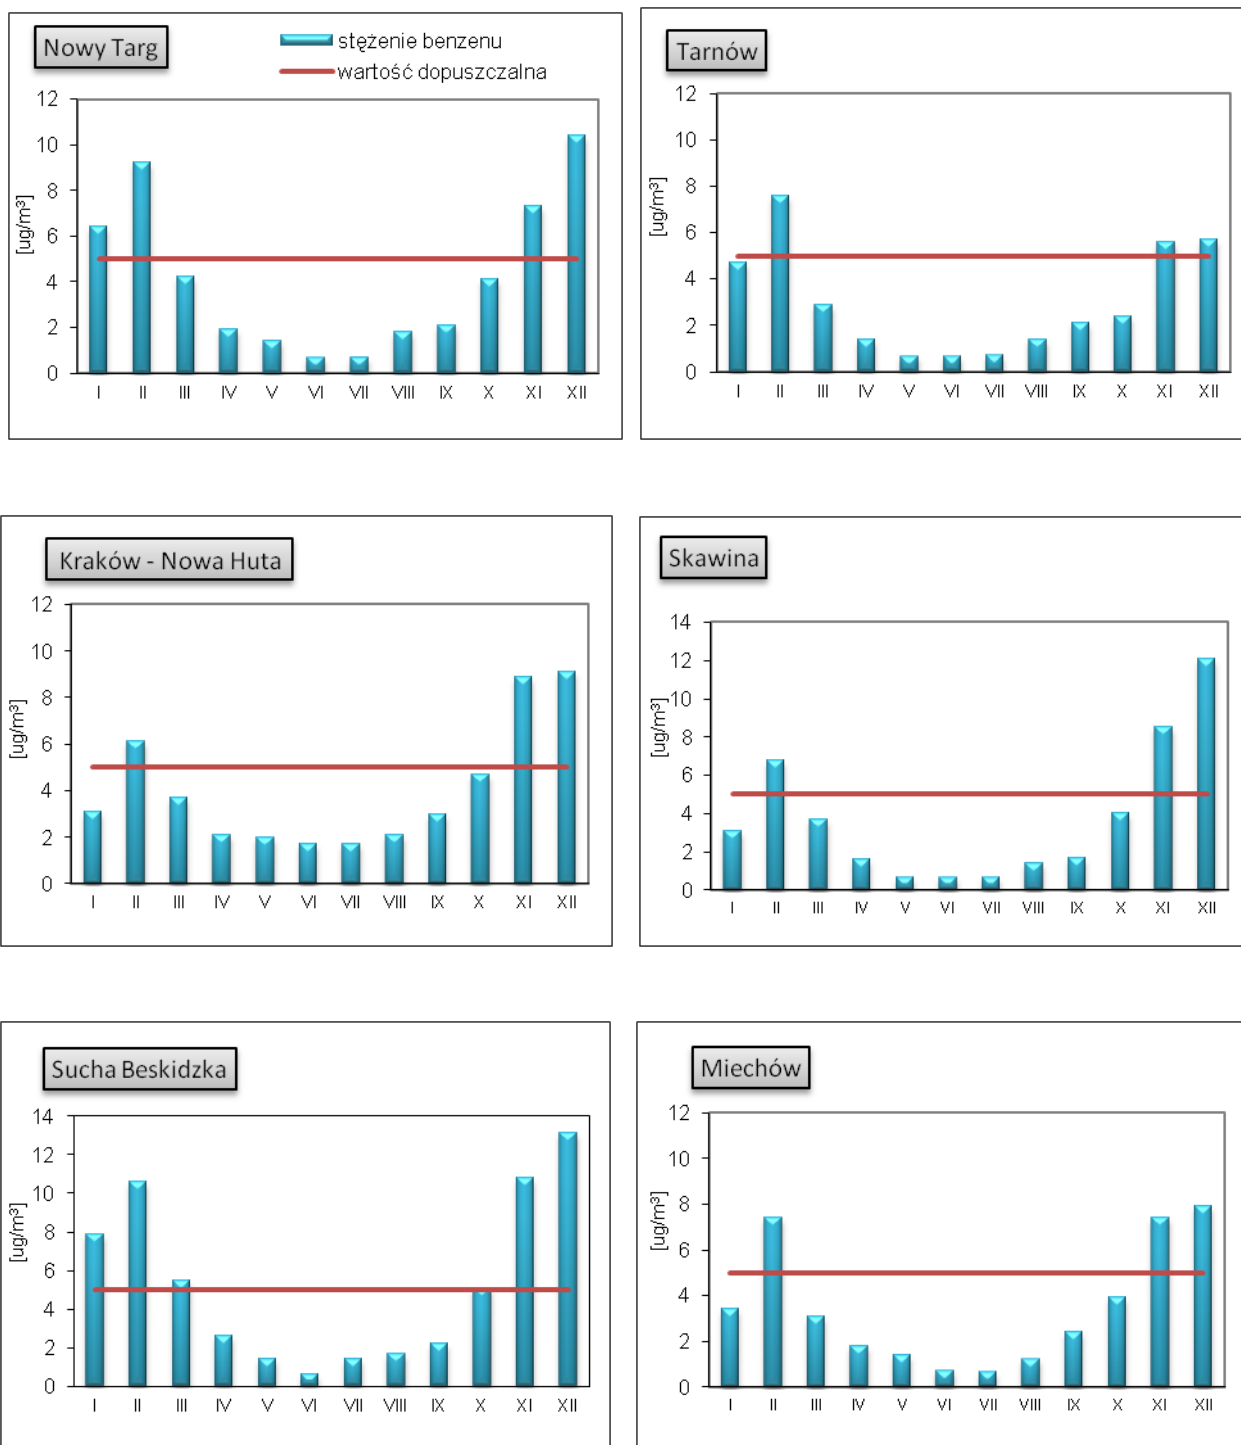 Nowy Targ
stężenie benzenu
wartość dopuszczalna
[ug/m³]
12
10
8
6
4
2
0
I II III IV V VI VII VIII IX X XI XII
Tarnów
[ug/m³]
12
10
8
6
4
2
0
I II III IV V VI VII VIII IX X XI XII
Kraków - Nowa Huta
[ug/m³]
12
10
8
6
4
2
0
I II III IV V VI VII VIII IX X XI XII
Skawina
[ug/m³]
14
12
10
8
6
4
2
0
I II III IV V VI VII VIII IX X XI XII
Sucha Beskidzka
[ug/m³]
14
12
10
8
6
4
2
0
I II III IV V VI VII VIII IX X XI XII
Miechów
[ug/m³]
12
10
8
6
4
2
0
I II III IV V VI VII VIII IX X XI XII